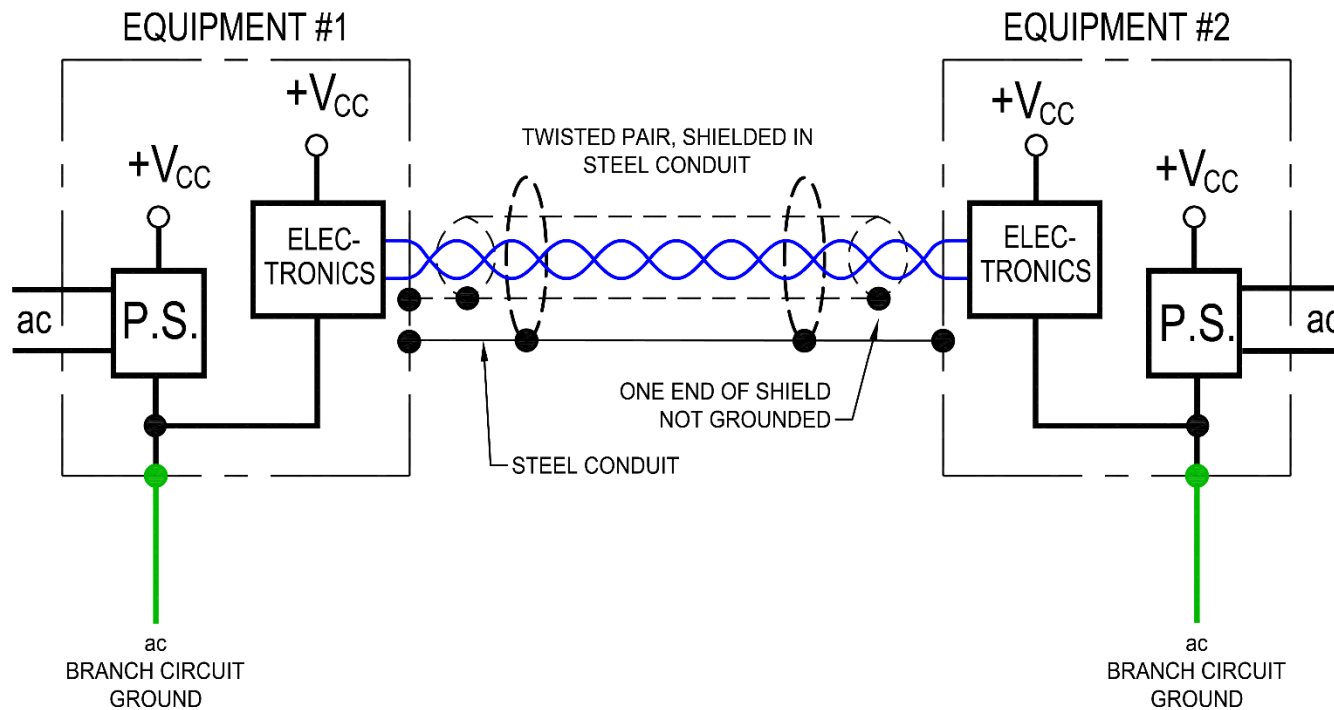 EQUIPMENT #1
EQUIPMENT #2
+VCC
+VCC
TWISTED PAIR, SHIELDED IN
STEEL CONDUIT
+VCC
+VCC
ELEC-
TRONICS
ELEC-
TRONICS
ac
P.S.
P.S.
ac
ONE END OF SHIELD
NOT GROUNDED
STEEL CONDUIT
ac
BRANCH CIRCUIT
GROUND
ac
BRANCH CIRCUIT
GROUND